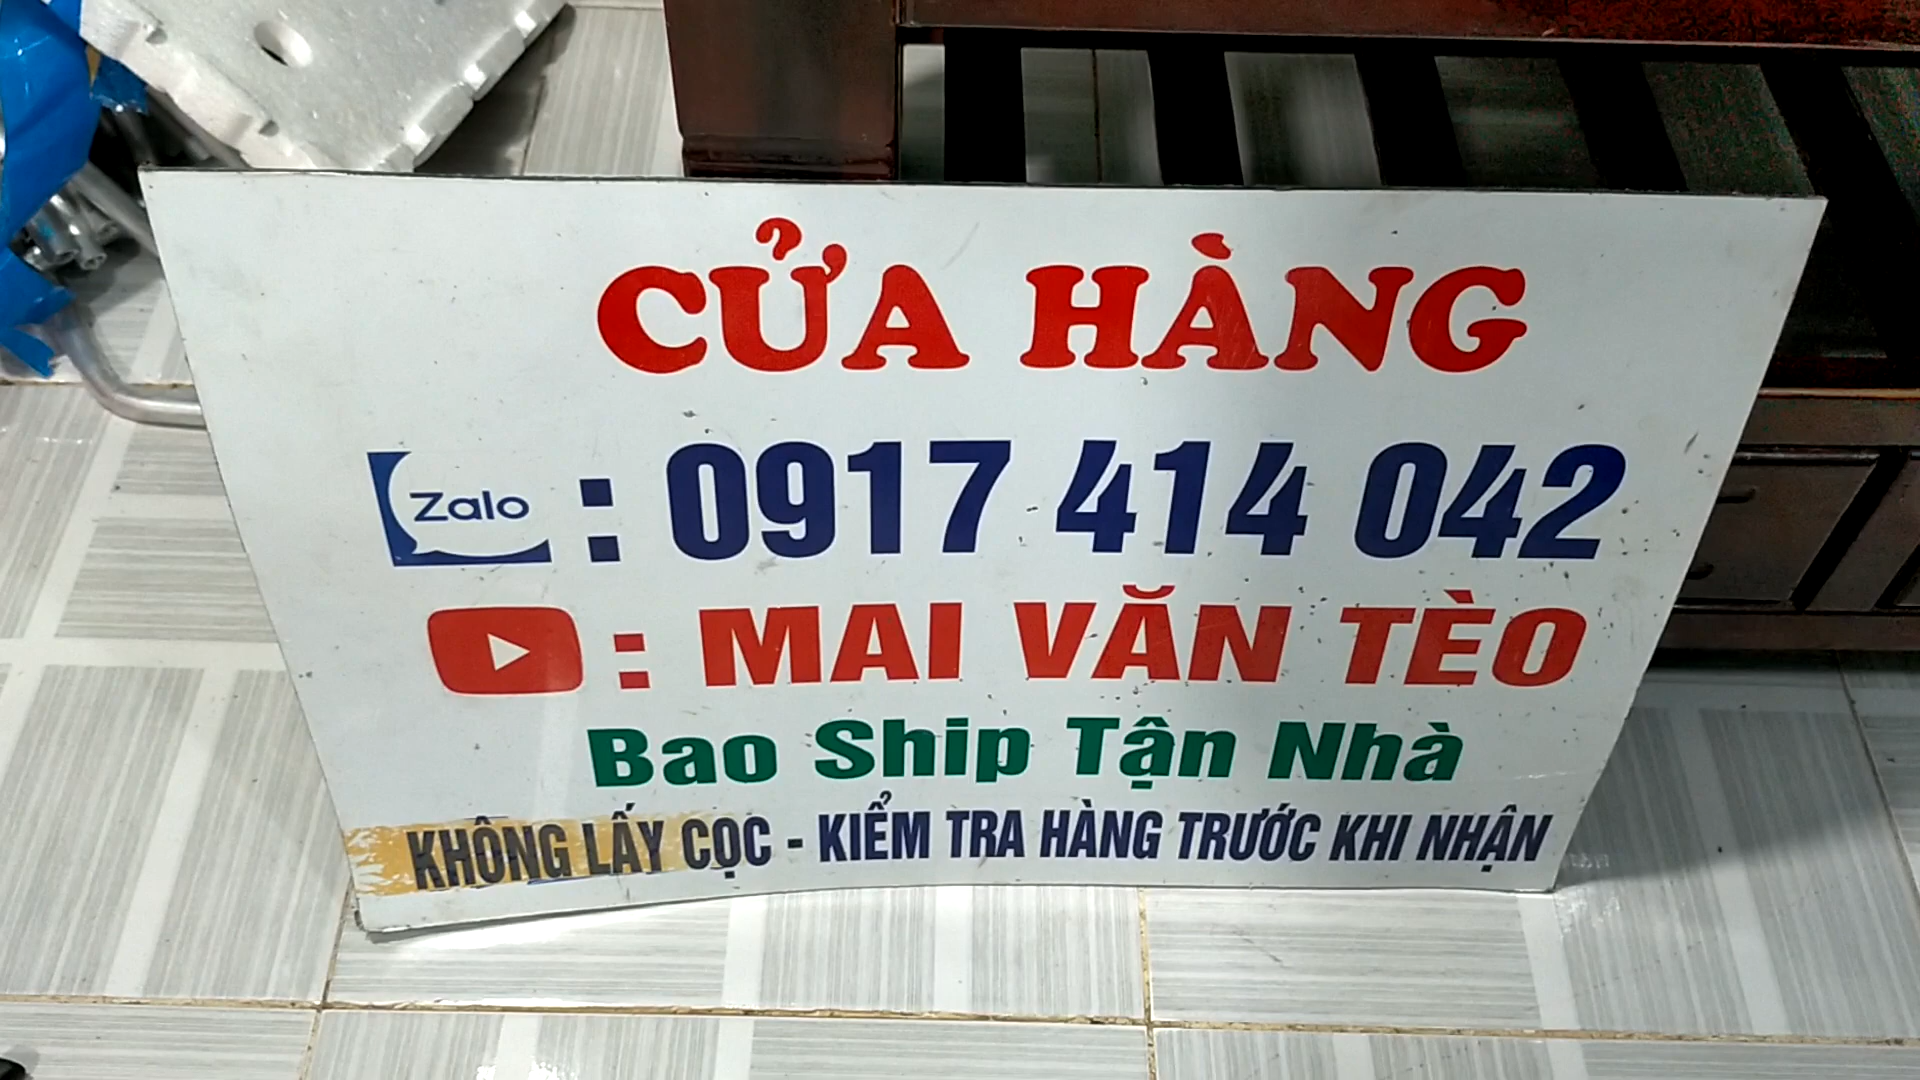 CỬA HÀNG
Zalo : 0917 414 042
: MAI VĂN TÈO
Bao Ship Tận Nhà
KHÔNG LẤY CỌC - KIỂM TRA HÀNG TRƯỚC KHI NHẬN